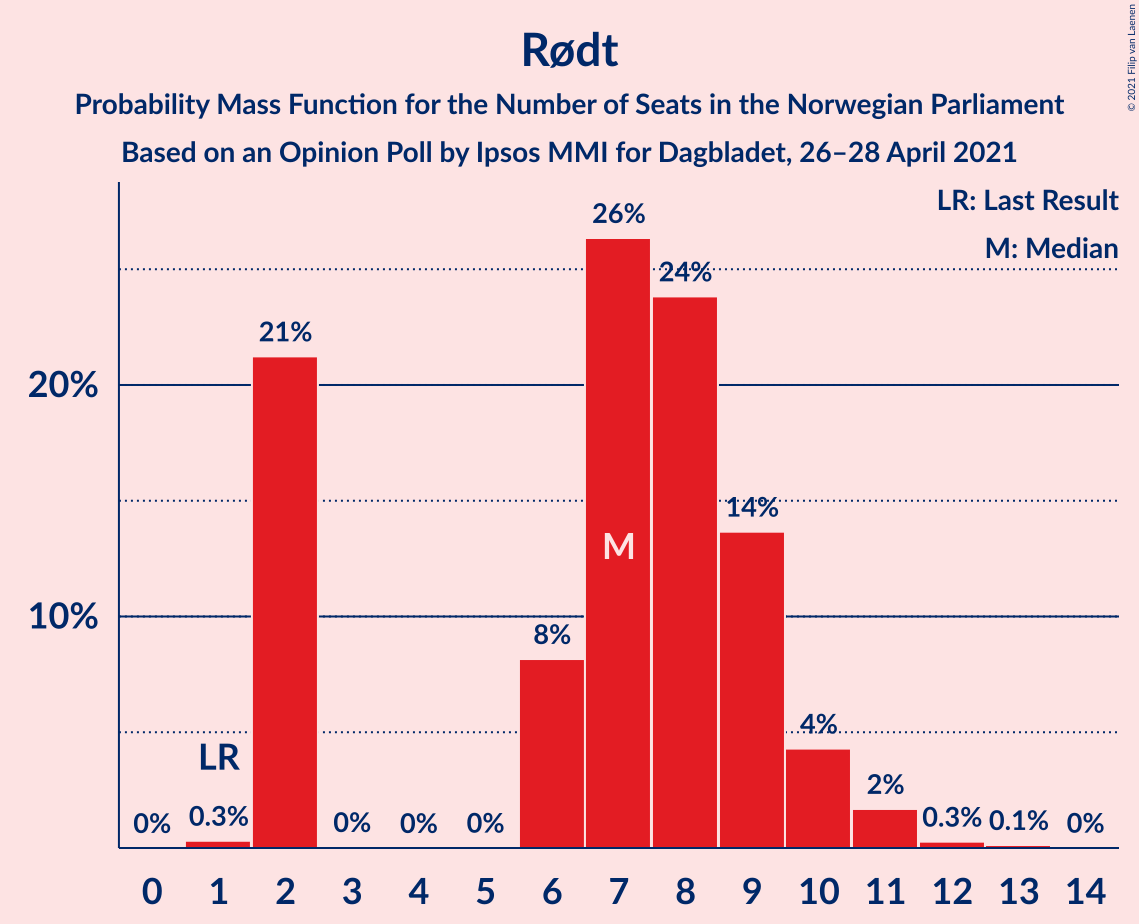 Rødt
Probability Mass Function for the Number of Seats in the Norwegian Parliament
Based on an Opinion Poll by Ipsos MMI for Dagbladet, 26–28 April 2021
© 2021 Filip van Laenen
LR: Last Result
M: Median
26%
24%
21%
20%
14%
M
10%
8%
4%
LR
2%
0% 0.3% 0% 0% 0% 0.3% 0.1% 0%
0 1 2 3 4 5 6 7 8 9 10 11 12 13 14